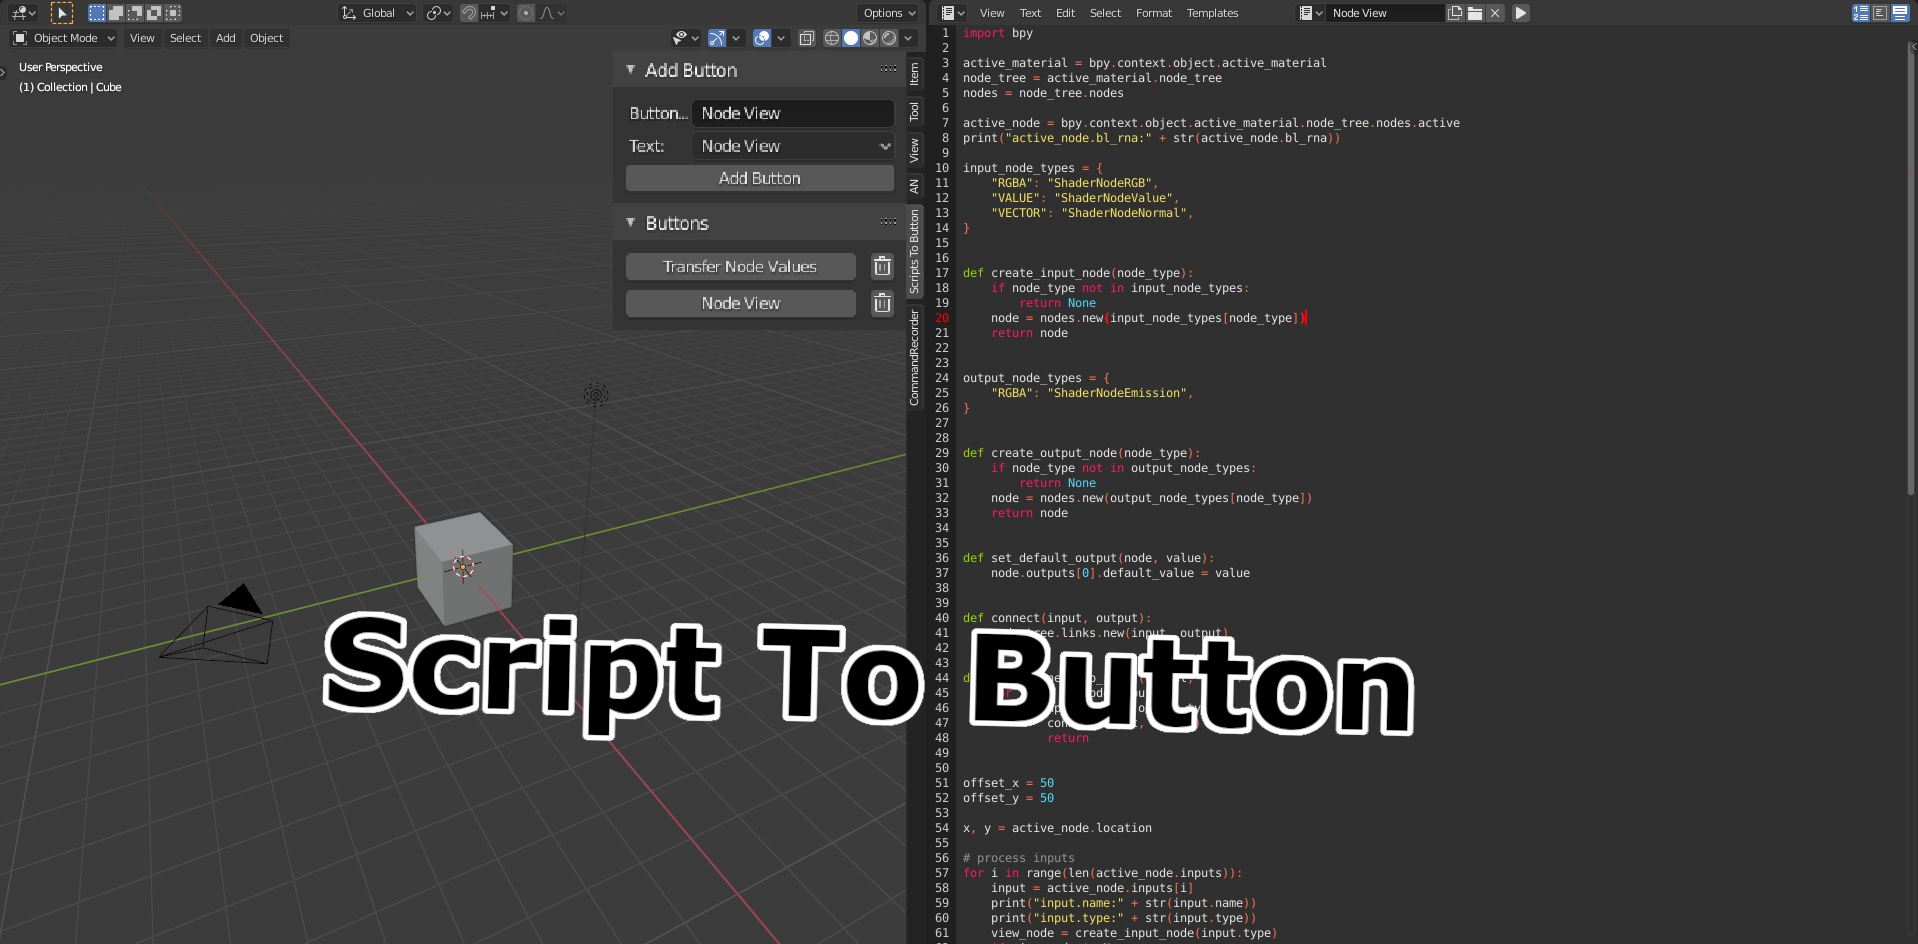 Global
Options
Object Mode View Select Add Object
User Perspective
(1) Collection | Cube
Add Button
Button... Node View
Text: Node View
Add Button
Buttons
Transfer Node Values
Node View
Item
Tool
View
AN
Scripts To Button
CommandRecorder
View Text Edit Select Format Templates Node View
1 import bpy
2
3 active_material = bpy.context.object.active_material
4 node_tree = active_material.node_tree
5 nodes = node_tree.nodes
6
7 active_node = bpy.context.object.active_material.node_tree.nodes.active
8 print("active_node.bl_rna:" + str(active_node.bl_rna))
9
10 input_node_types = {
11 "RGBA": "ShaderNodeRGB",
12 "VALUE": "ShaderNodeValue",
13 "VECTOR": "ShaderNodeNormal",
14 }
15
16
17 def create_input_node(node_type):
18 if node_type not in input_node_types:
19 return None
20 node = nodes.new(input_node_types[node_type])
21 return node
22
23
24 output_node_types = {
25 "RGBA": "ShaderNodeEmission",
26 }
27
28
29 def create_output_node(node_type):
30 if node_type not in output_node_types:
31 return None
32 node = nodes.new(output_node_types[node_type])
33 return node
34
35
36 def set_default_output(node, value):
37 node.outputs[0].default_value = value
38
39
40 def connect(input, output):
41 .links.new(input, output)
42
43
44
45
46
47
48 return
49
50
51 offset_x = 50
52 offset_y = 50
53
54 x, y = active_node.location
55
56 # process inputs
57 for i in range(len(active_node.inputs)):
58 input = active_node.inputs[i]
59 print("input.name:" + str(input.name))
60 print("input.type:" + str(input.type))
61 view_node = create_input_node(input.type)
Script To Button